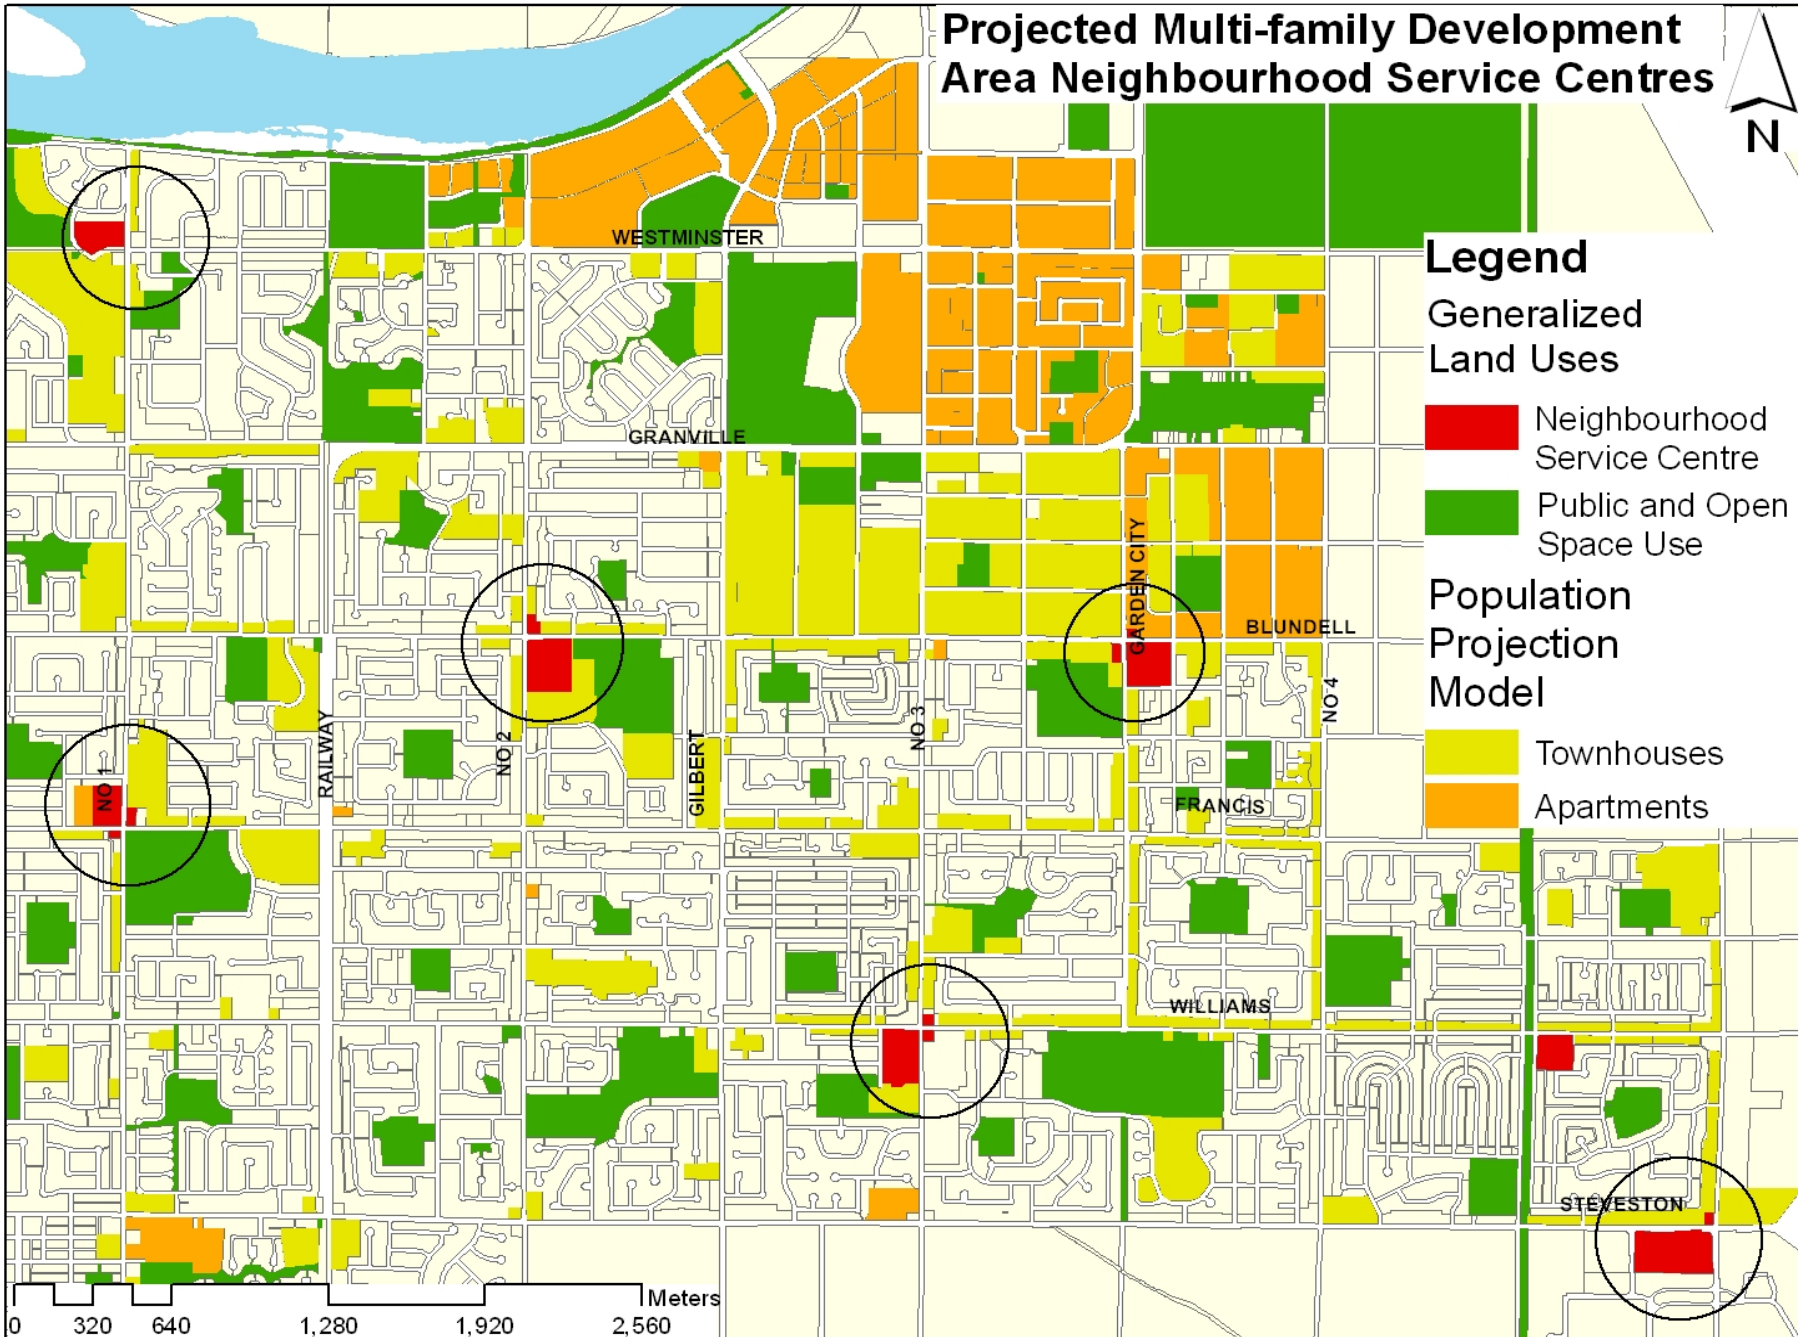 Projected Multi-family Development
Area Neighbourhood Service Centres
N
WESTMINSTER
Legend
Generalized
Land Uses
Neighbourhood
Service Centre
Public and Open
Space Use
Population
Projection
Model
Townhouses
Apartments
GRANVILLE
GARDEN CITY
BLUNDELL
NO 4
NO 3
NO 2
RAILWAY
GILBERT
NO 1
FRANCIS
WILLIAMS
STEVESTON
Meters
0 320 640 1,280 1,920 2,560